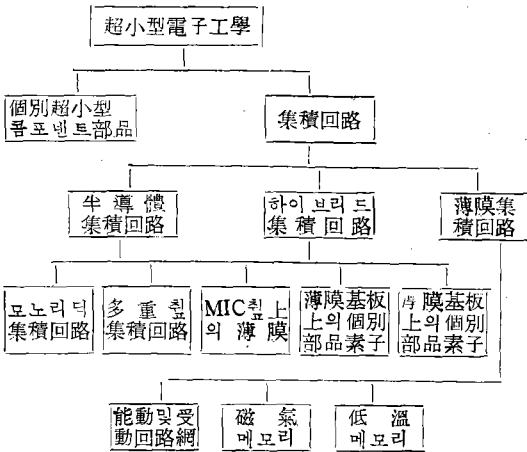 超小型電子工學
個別超小型
콤포넌트部品
集積回路
半導體
集積回路
하이브리드
集積回路
薄膜集
積回路
모노리틱
集積回路
多重칲
集積回路
MIC칲上
의薄膜
薄膜基板
上의個別
部品素子
膜基板
上의個別
部品素子
能動및受
動回路網
磁氣
메모리
低溫
메모리